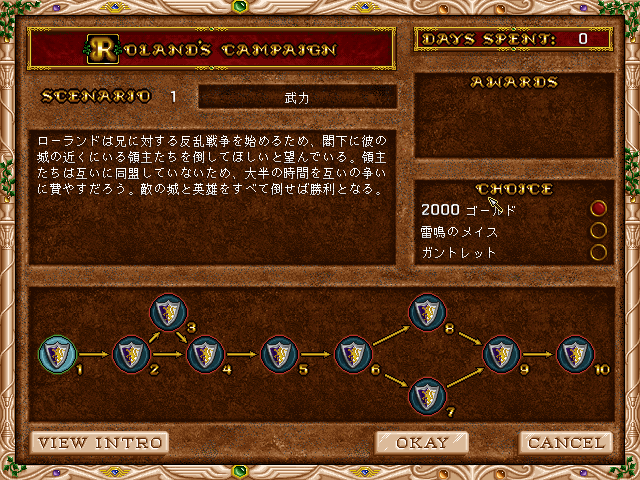 ROLAND'S CAMPAIGN
DAYS SPENT: 0
SCENARIO 1
武力
AWARDS
ローランドは兄に対する反乱戦争を始めるため、閣下に彼の
城の近くにいる領主たちを倒してほしいと望んでいる。領主
たちは互いに同盟していないため、大半の時間を互いの争い
に費やすだろう。敵の城と英雄をすべて倒せば勝利となる。
CHOICE
2000 ゴールド
雷鳴のメイス
ガントレット
1
2
3
4
5
6
7
8
9
10
VIEW INTRO
OKAY
CANCEL